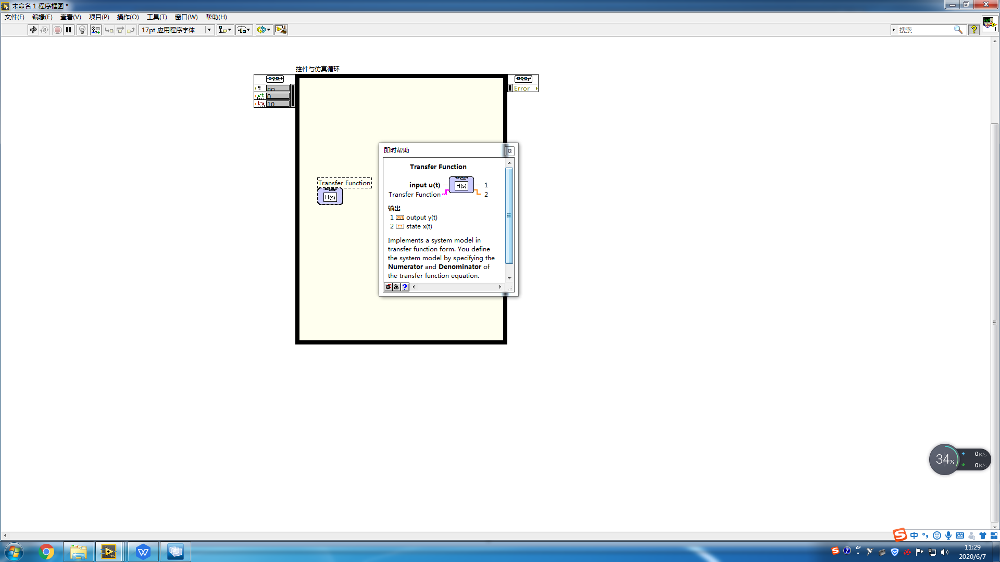 未命名 1 程序框图 *
文件(F) 编辑(E) 查看(V) 项目(P) 操作(O) 工具(T) 窗口(W) 帮助(H)
17pt 应用程序字体
搜索
控件与仿真循环
no
0
10
Error
Transfer Function
H(s)
即时帮助
Transfer Function
input u(t)
Transfer Function
H(s)
1
2
输出
1 DBL output y(t)
2 state x(t)
Implements a system model in
transfer function form. You define
the system model by specifying the
Numerator and Denominator of
the transfer function equation.
34%
0K/s
0K/s
中
11:29
2020/6/7